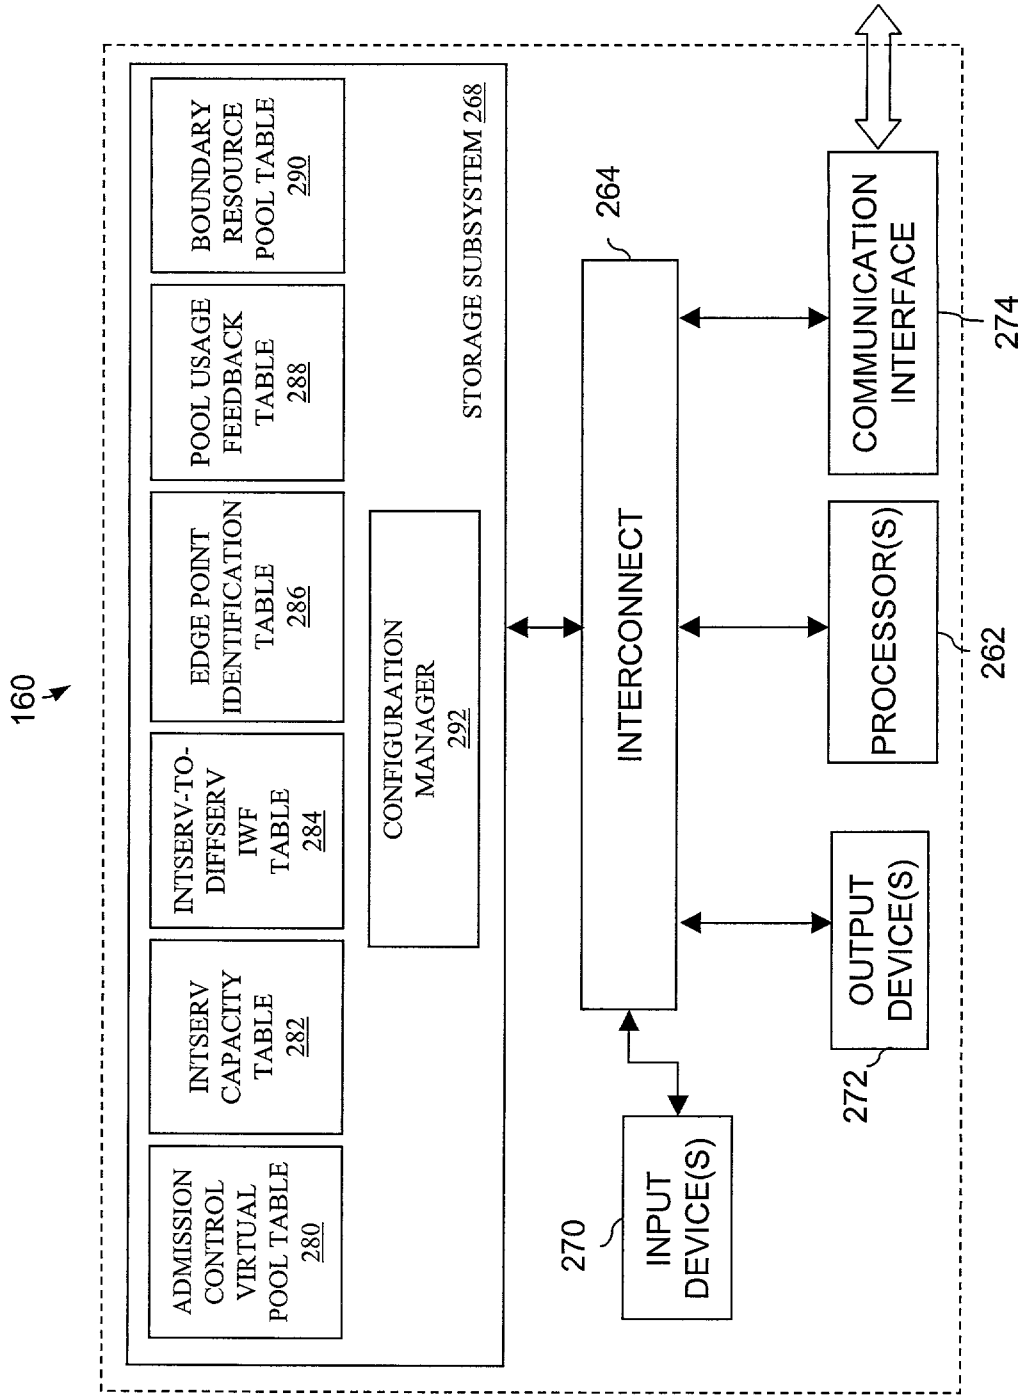 160
ADMISSION
CONTROL
VIRTUAL
POOL TABLE
280
INTSERV
CAPACITY
TABLE
282
INTSERV-TO-
DIFFSERV
IWF
TABLE
284
EDGE POINT
IDENTIFICATION
TABLE
286
POOL USAGE
FEEDBACK
TABLE
288
BOUNDARY
RESOURCE
POOL TABLE
290
CONFIGURATION
MANAGER
292
STORAGE SUBSYSTEM 268
INTERCONNECT
264
270
INPUT
DEVICE(S)
OUTPUT
DEVICE(S)
272
PROCESSOR(S)
262
COMMUNICATION
INTERFACE
274